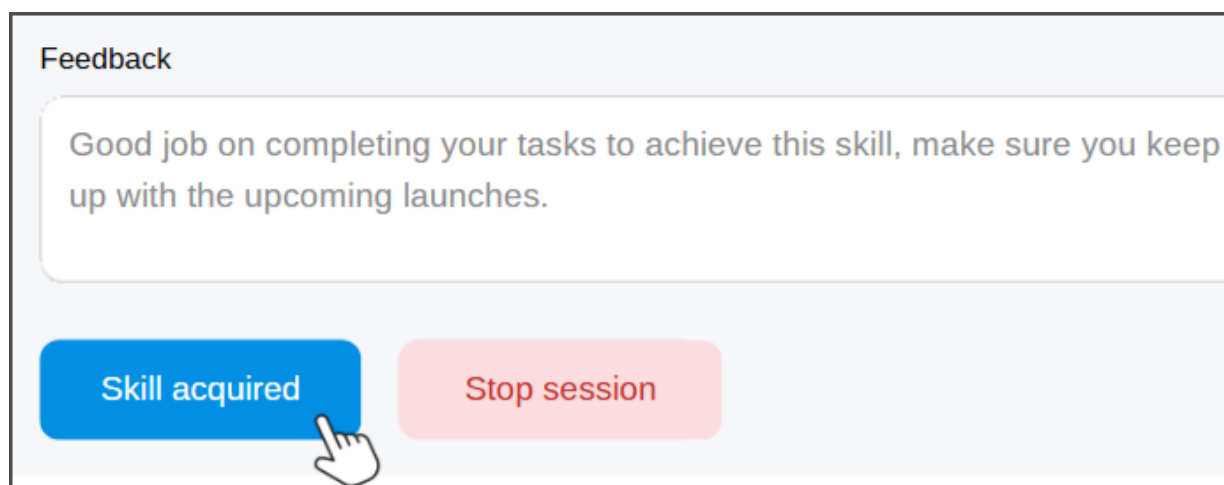 Feedback
Good job on completing your tasks to achieve this skill, make sure you keep
up with the upcoming launches.
Skill acquired
Stop session